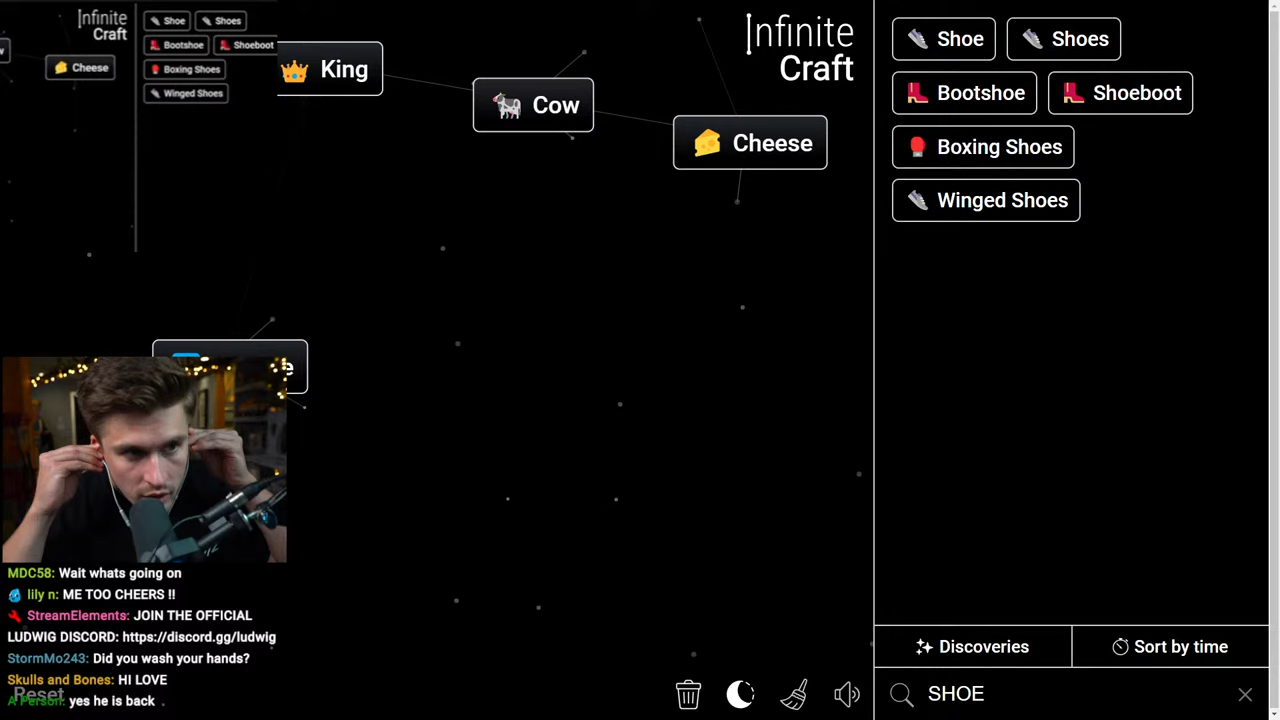 Infinite
Craft
Shoe
Shoes
Bootshoe
Shoeboot
Boxing Shoes
Winged Shoes
Cheese
King
Cow
Cheese
Infinite
Craft
Shoe
Shoes
Bootshoe
Shoeboot
Boxing Shoes
Winged Shoes
MDC58: Wait whats going on
lily n: ME TOO CHEERS !!
StreamElements: JOIN THE OFFICIAL
LUDWIG DISCORD: https://discord.gg/ludwig
StormMo243: Did you wash your hands?
Skulls and Bones: HI LOVE
A Person: yes he is back
Reset
Discoveries
Sort by time
SHOE